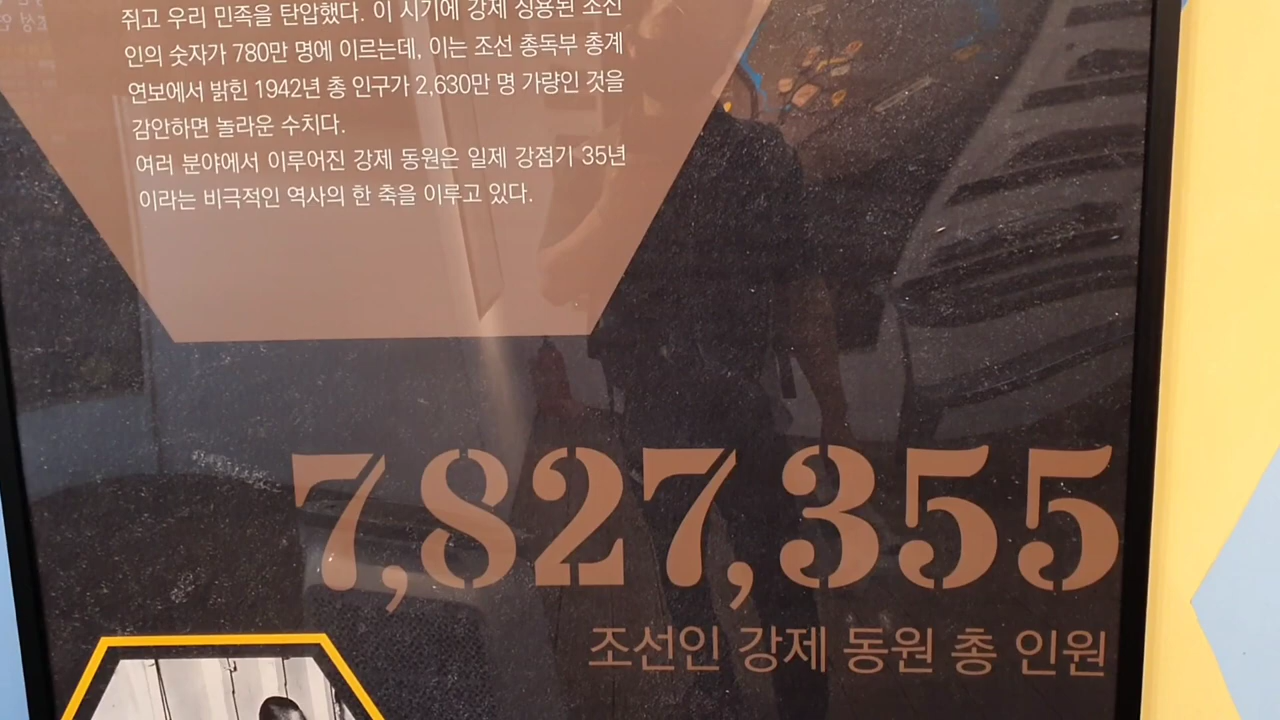 쥐고 우리 민족을 탄압했다. 이 시기에 강제 징용된 조선
인의 숫자가 780만 명에 이르는데, 이는 조선 총독부 총계
연보에서 밝힌 1942년 총 인구가 2,630만 명 가량인 것을
감안하면 놀라운 수치다.
여러 분야에서 이루어진 강제 동원은 일제 강점기 35년
이라는 비극적인 역사의 한 축을 이루고 있다.
7,827,355
조선인 강제 동원 총 인원